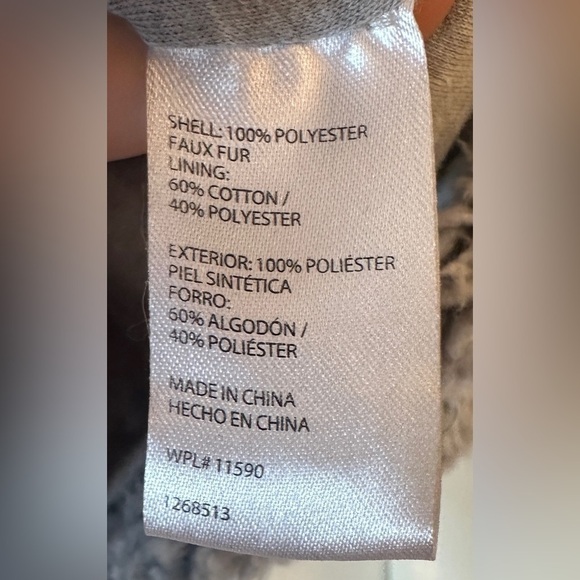 SHELL: 100% POLYESTER
FAUX FUR
LINING:
60% COTTON /
40% POLYESTER
EXTERIOR: 100% POLIÉSTER
PIEL SINTÉTICA
FORRO:
60% ALGODÓN /
40% POLIÉSTER
MADE IN CHINA
HECHO EN CHINA
WPL# 11590
1268513